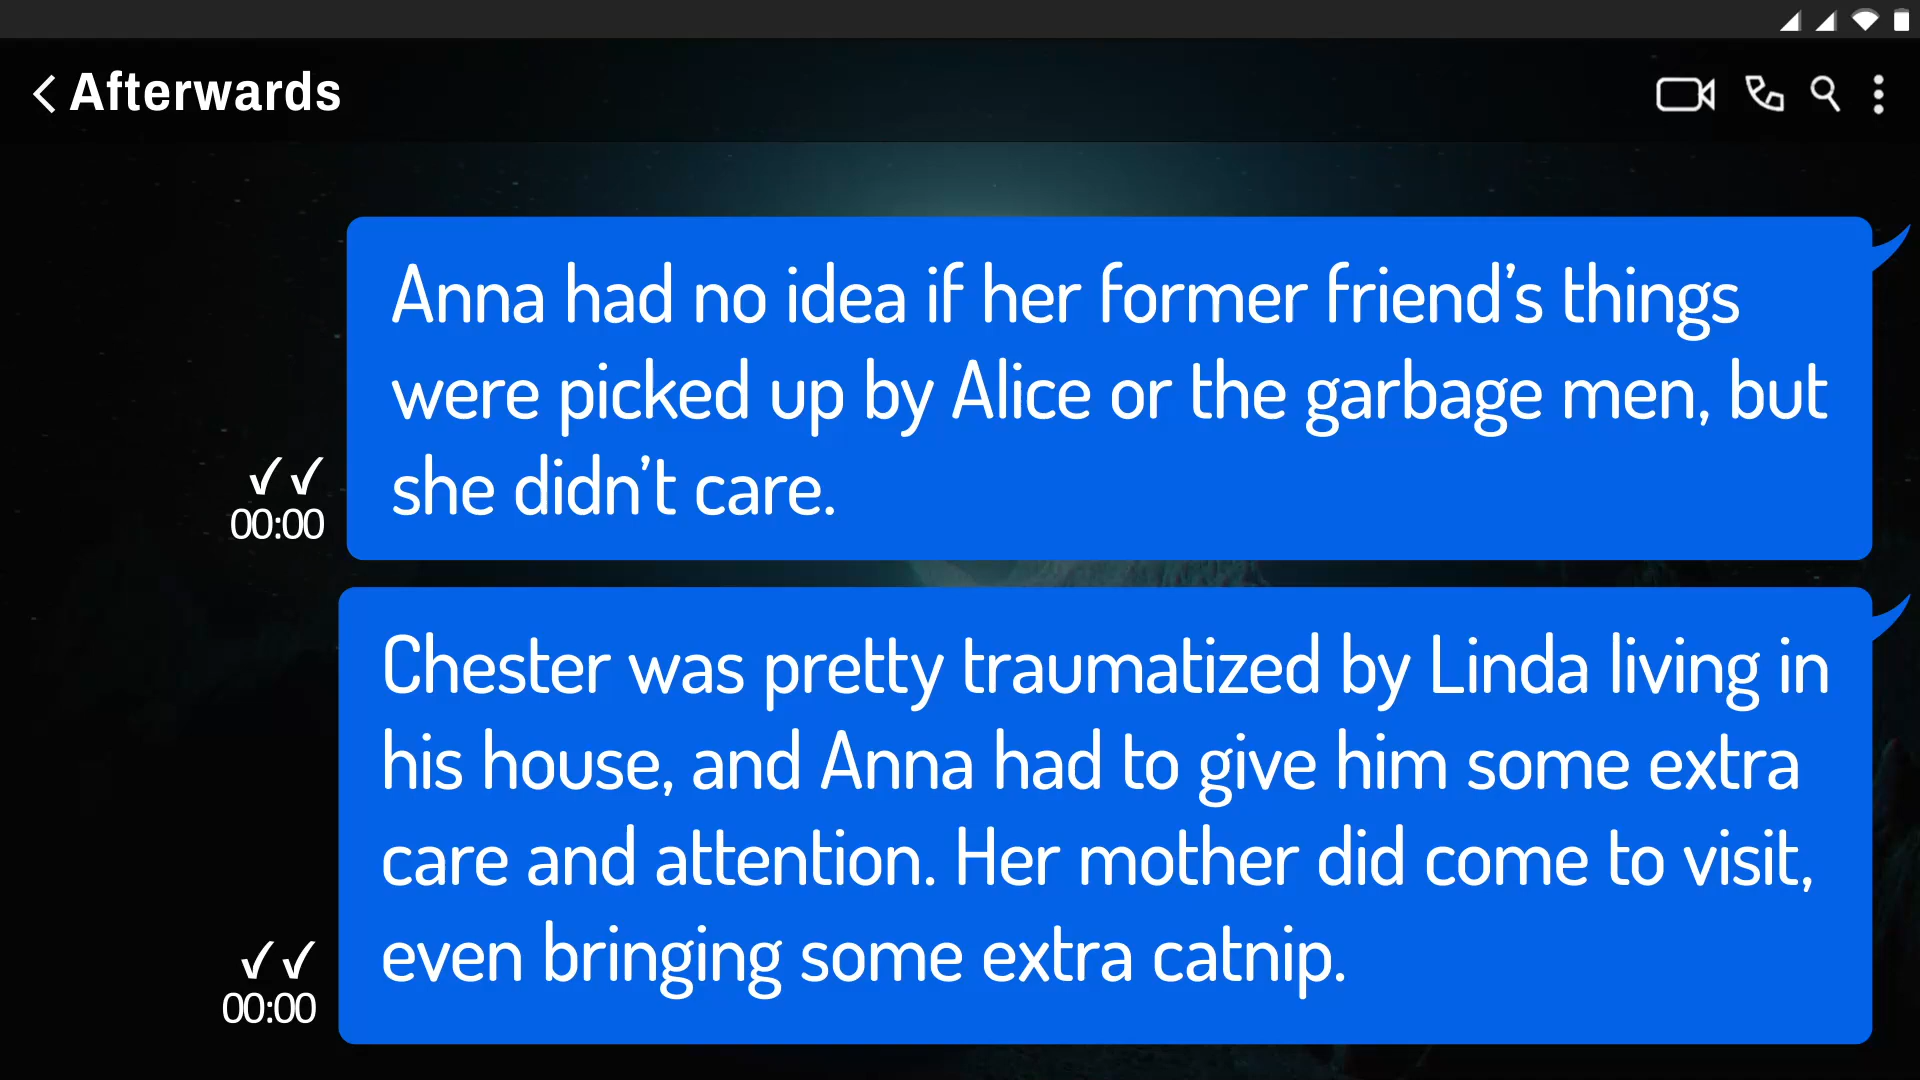 Afterwards
Anna had no idea if her former friend’s things
were picked up by Alice or the garbage men, but
she didn’t care.
✓✓
00:00
Chester was pretty traumatized by Linda living in
his house, and Anna had to give him some extra
care and attention. Her mother did come to visit,
even bringing some extra catnip.
✓✓
00:00